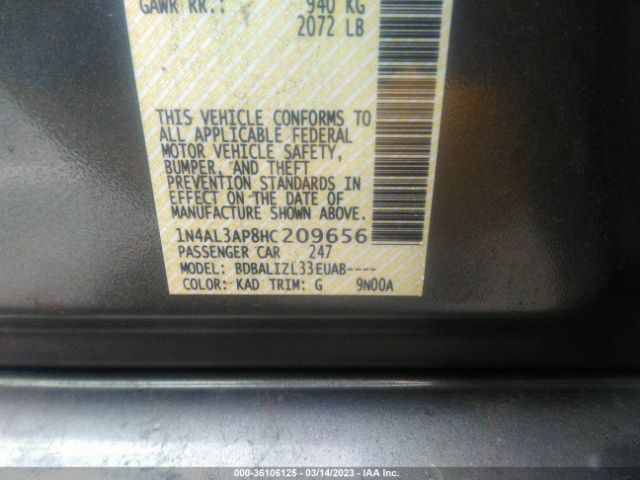 GAWR RR.: 940 KG
2072 LB
THIS VEHICLE CONFORMS TO
ALL APPLICABLE FEDERAL
MOTOR VEHICLE SAFETY,
BUMPER, AND THEFT
PREVENTION STANDARDS IN
EFFECT ON THE DATE OF
MANUFACTURE SHOWN ABOVE.
1N4AL3AP8HC209656
PASSENGER CAR 247
MODEL: BDBALIZL33EUAB----
COLOR: KAD TRIM: G 9N00A
000-36106125 - 03/14/2023 - IAA Inc.